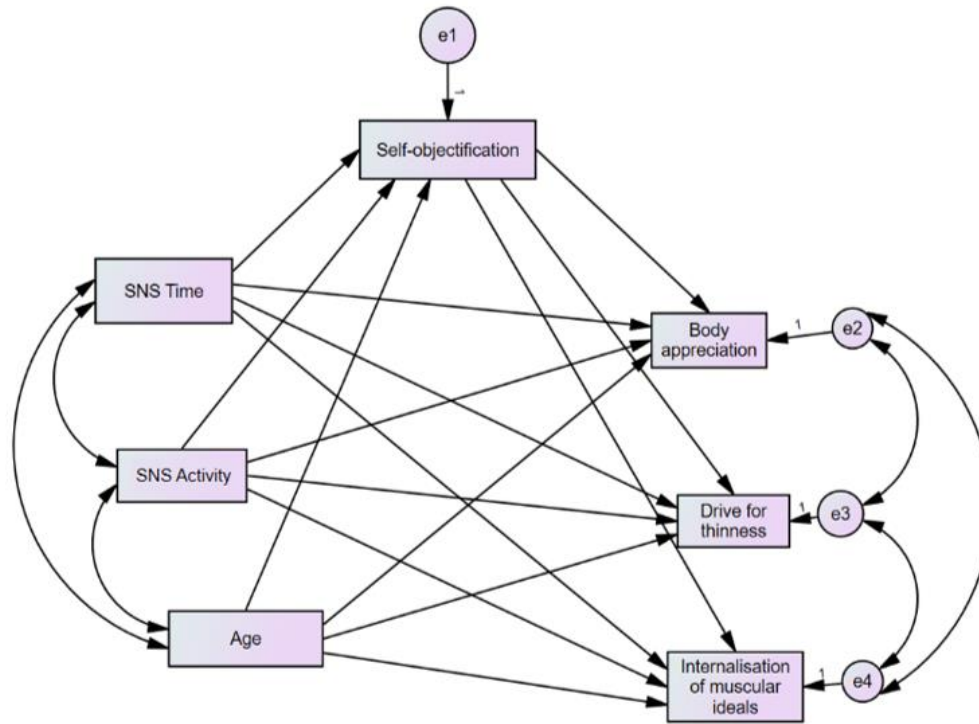 e1
1
Self-objectification
SNS Time
Body
appreciation
1
e2
SNS Activity
Drive for
thinness
1
e3
Age
Internalisation
of muscular
ideals
1
e4